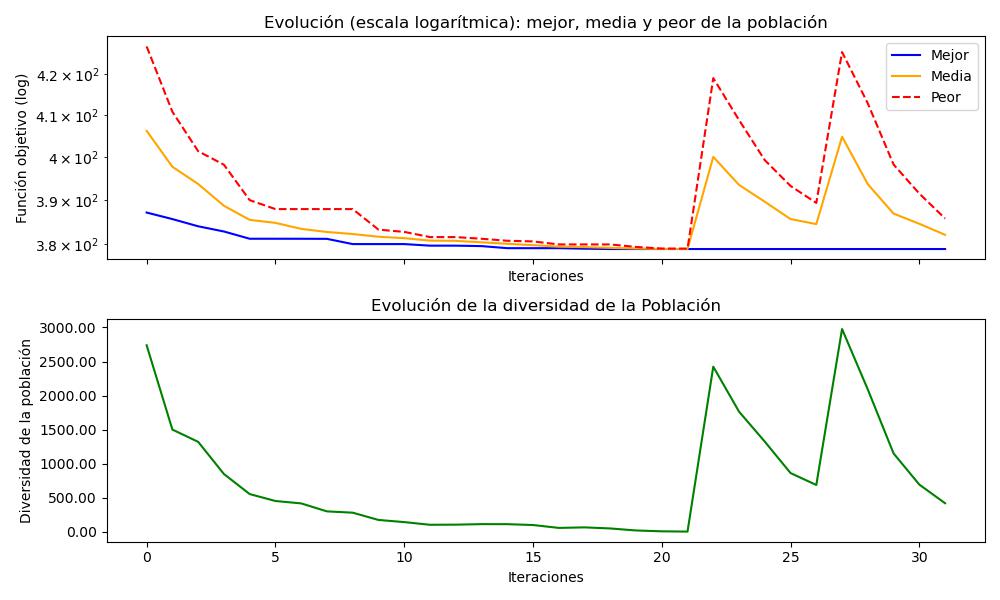 Evolución (escala logarítmica): mejor, media y peor de la población
Función objetivo (log)
4.2 × 10²
4.1 × 10²
4 × 10²
3.9 × 10²
3.8 × 10²
Mejor
Media
Peor
Iteraciones
Evolución de la diversidad de la Población
Diversidad de la población
3000.00
2500.00
2000.00
1500.00
1000.00
500.00
0.00
0 5 10 15 20 25 30
Iteraciones